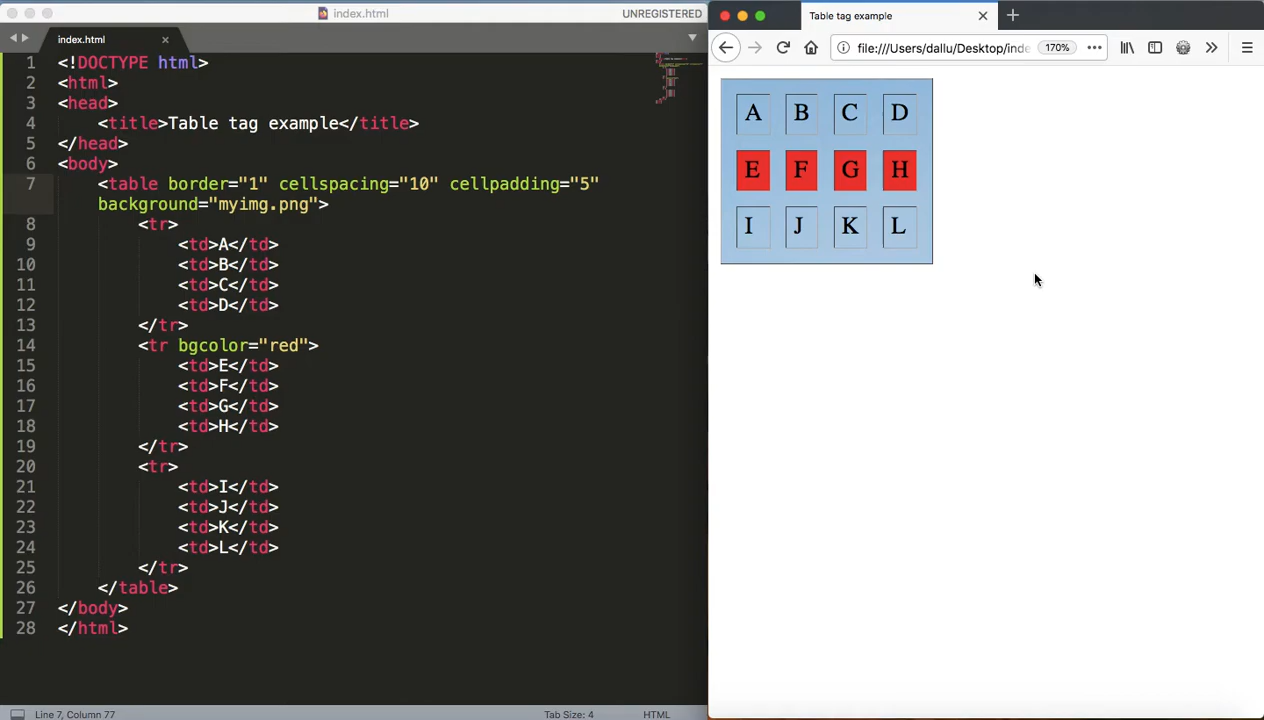 index.html
UNREGISTERED
index.html
1 <!DOCTYPE html>
2 <html>
3 <head>
4 <title>Table tag example</title>
5 </head>
6 <body>
7 <table border="1" cellspacing="10" cellpadding="5"
background="myimg.png">
8 <tr>
9 <td>A</td>
10 <td>B</td>
11 <td>C</td>
12 <td>D</td>
13 </tr>
14 <tr bgcolor="red">
15 <td>E</td>
16 <td>F</td>
17 <td>G</td>
18 <td>H</td>
19 </tr>
20 <tr>
21 <td>I</td>
22 <td>J</td>
23 <td>K</td>
24 <td>L</td>
25 </tr>
26 </table>
27 </body>
28 </html>
Line 7, Column 77
Tab Size: 4
HTML
Table tag example
file:///Users/dallu/Desktop/inde
170%
A B C D
E F G H
I J K L